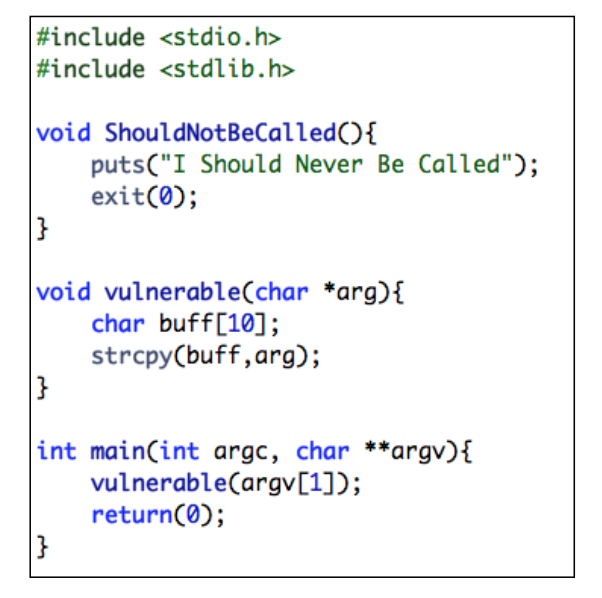 #include <stdio.h>
#include <stdlib.h>
void ShouldNotBeCalled(){
puts("I Should Never Be Called");
exit(0);
}
void vulnerable(char *arg){
char buff[10];
strcpy(buff,arg);
}
int main(int argc, char **argv){
vulnerable(argv[1]);
return(0);
}